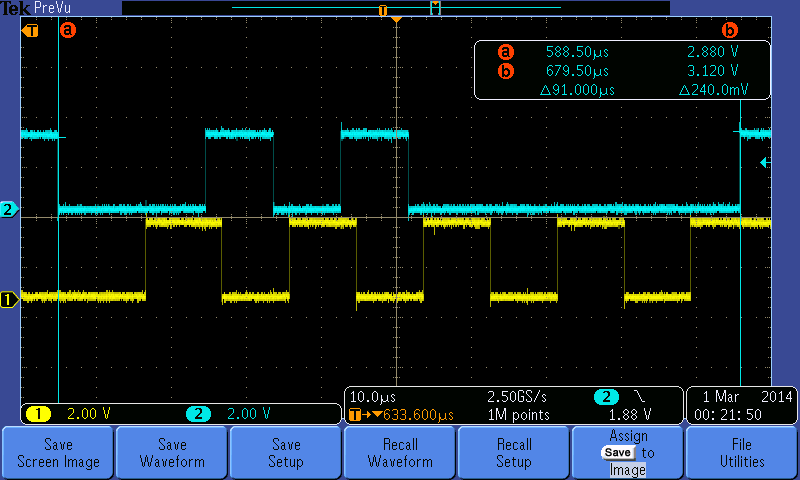 Tek PreVu
T
[T]
T a b
a 588.50µs 2.880 V
b 679.50µs 3.120 V
△91.000µs △240.0mV
2
1
1 2.00 V 2 2.00 V
10.0µs 2.50GS/s 2
T→▼633.600µs 1M points 1.88 V
1 Mar 2014
00: 21: 50
Save
Screen Image
Save
Waveform
Save
Setup
Recall
Waveform
Recall
Setup
Assign
Save to
Image
File
Utilities